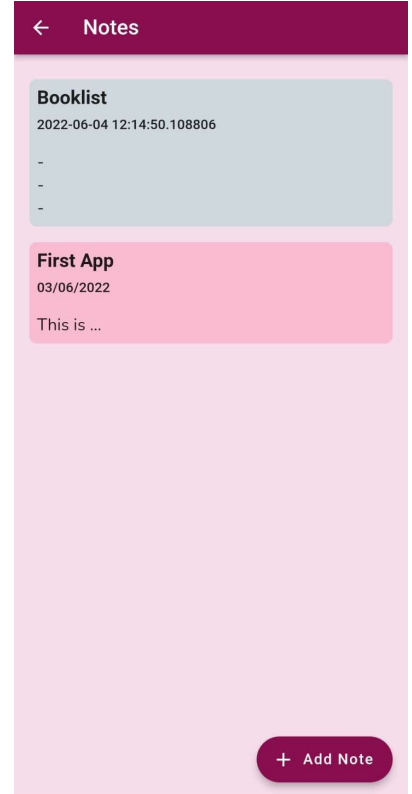 Notes
Booklist
2022-06-04 12:14:50.108806
-
-
-
First App
03/06/2022
This is ...
+ Add Note